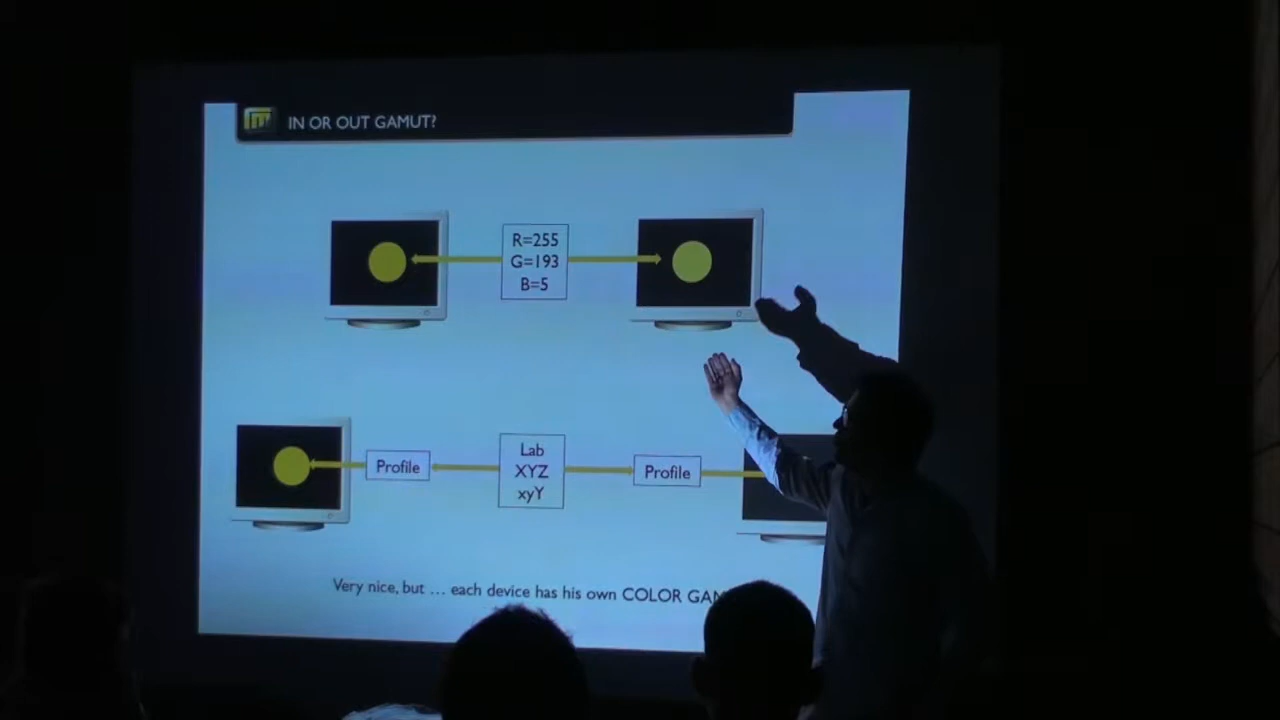 IN OR OUT GAMUT?
R=255
G=193
B=5
Profile
Lab
XYZ
xyY
Profile
Very nice, but ... each device has his own COLOR